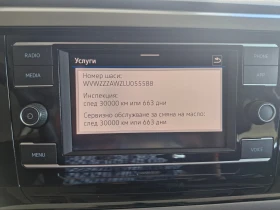 Услуги
RADIO
MEDIA
MENU
Номер шаси:
WVWZZZAWZLU055588
Инспекция:
след 30000 км или 663 дни
Сервизно обслужване за смяна на масло:
след 30000 км или 663 дни
VOICE